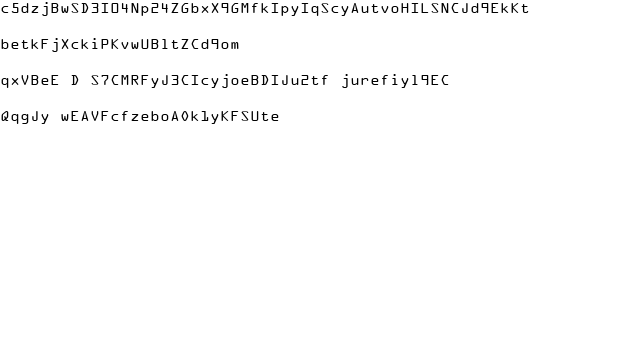 c5dzjBwSD3IO4Np24ZGbxX9GMfkIpyIqScyAutvoHILSNCJd9EkKt
betkFjXckiPKvwUBltZCd9om
qxVBeE D S7CMRFyJ3CIcyjoeBDIJu2tf jurefiyl9EC
QqgJy wEAVFcfzeboA0k1yKFSUte